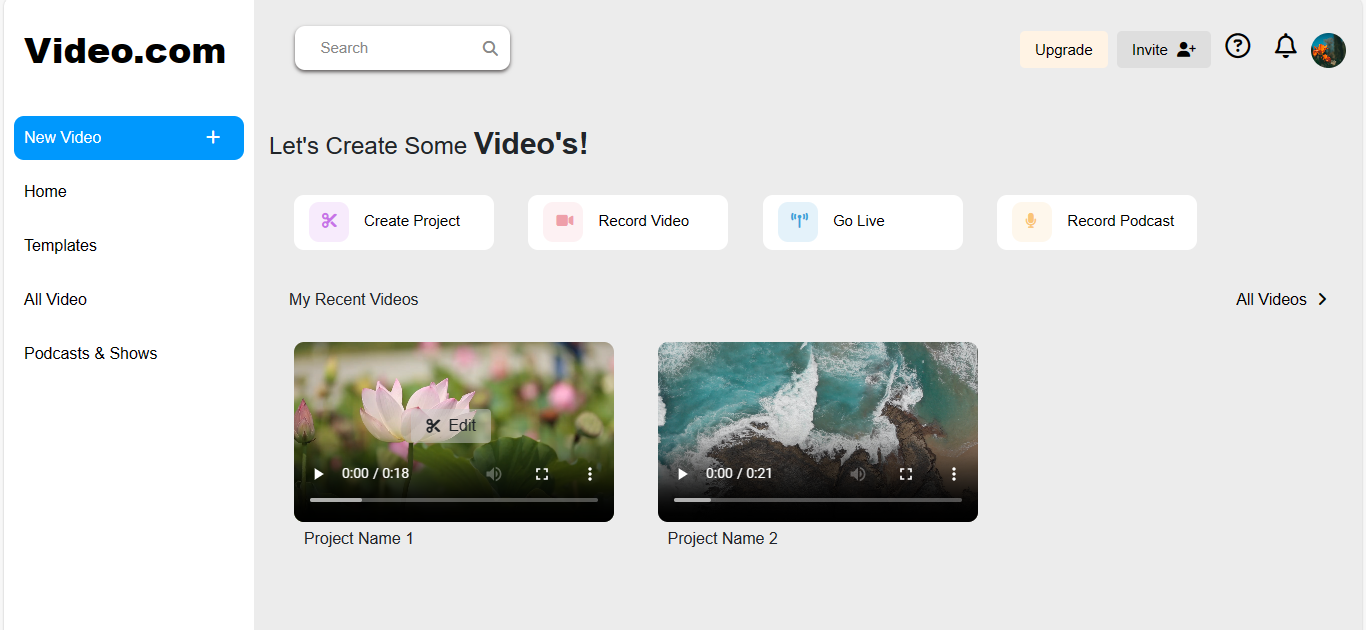 Video.com
New Video
Home
Templates
All Video
Podcasts & Shows
Search
Upgrade
Invite
Let's Create Some Video's!
Create Project
Record Video
Go Live
Record Podcast
My Recent Videos
All Videos
Edit
0:00 / 0:18
Project Name 1
0:00 / 0:21
Project Name 2